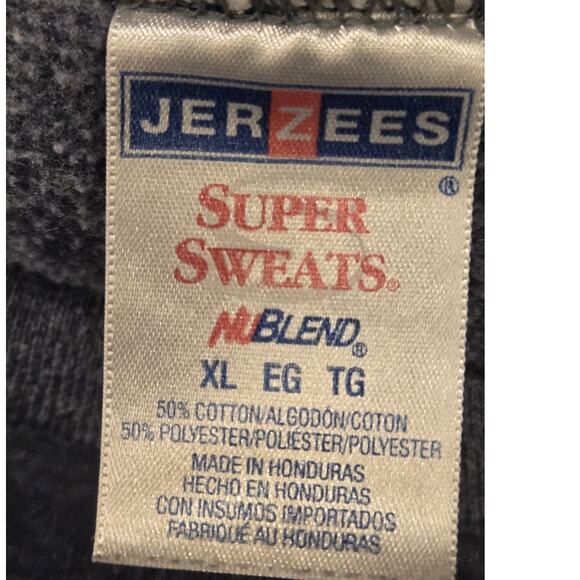 JERZEES
®
SUPER
SWEATS®
NUBLEND®
XL EG TG
50% COTTON/ALGODÓN/COTON
50% POLYESTER/POLIÉSTER/POLYESTER
MADE IN HONDURAS
HECHO EN HONDURAS
CON INSUMOS IMPORTADOS
FABRIQUÉ AU HONDURAS